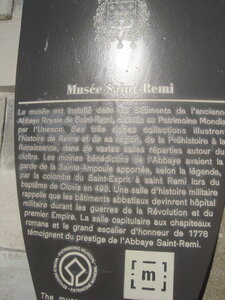 Musée Saint-Remi
Le musée est installé dans les bâtiments de l'ancienne
Abbaye Royale de Saint-Remi, classés au Patrimoine Mondial
par l'Unesco. Ses très riches collections illustrent
l'histoire de Reims et de sa région, de la Préhistoire à la
Renaissance, dans de vastes salles réparties autour du
cloître. Les moines bénédictins de l'Abbaye avaient la
garde de la Sainte-Ampoule apportée, selon la légende,
par la colombe du Saint-Esprit à saint Remi lors du
baptême de Clovis en 498. Une salle d'histoire militaire
rappelle que les bâtiments abbatiaux devinrent hôpital
militaire durant les guerres de la Révolution et du
premier Empire. La salle capitulaire aux chapiteaux
romans et le grand escalier d'honneur de 1778
témoignent du prestige de l'Abbaye Saint-Remi.
PATRIMOINE MONDIAL
m
The mus